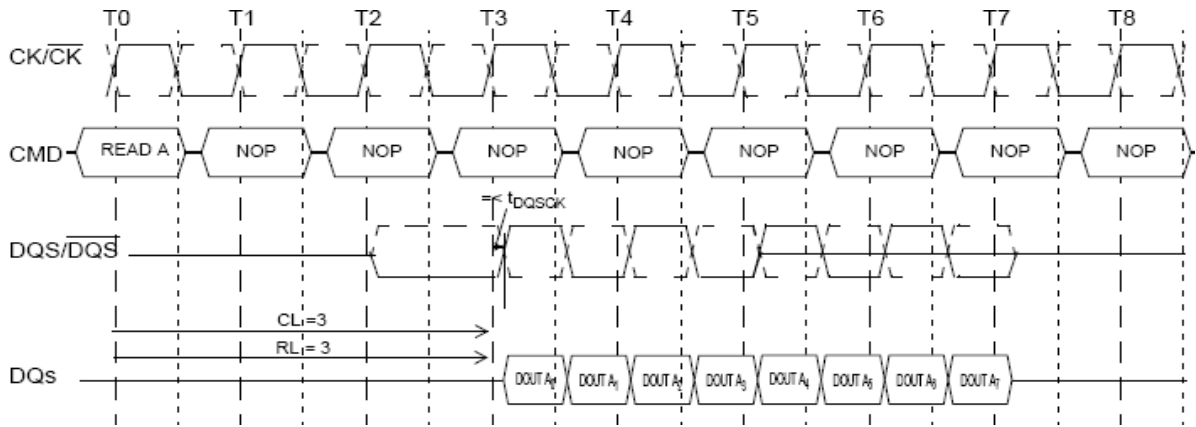 T0 T1 T2 T3 T4 T5 T6 T7 T8
CK/CK
CMD READ A NOP NOP NOP NOP NOP NOP NOP NOP
=< tDQSCK
DQS/DQS
CL = 3
RL = 3
DQs DOUT A0 DOUT A1 DOUT A2 DOUT A3 DOUT A4 DOUT A5 DOUT A6 DOUT A7